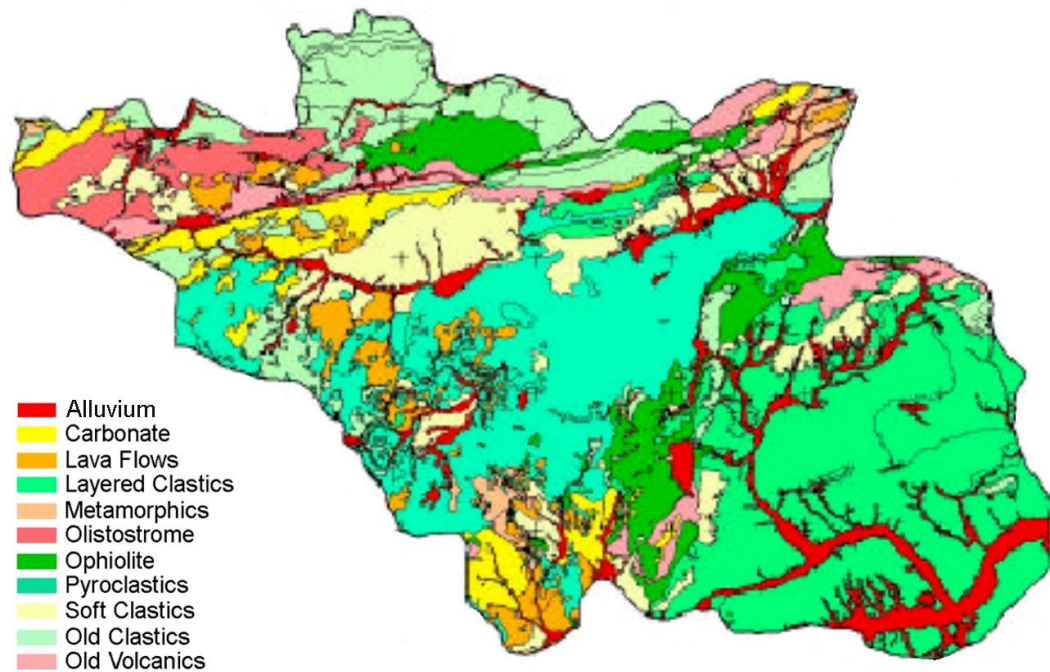 Alluvium
Carbonate
Lava Flows
Layered Clastics
Metamorphics
Olistostrome
Ophiolite
Pyroclastics
Soft Clastics
Old Clastics
Old Volcanics